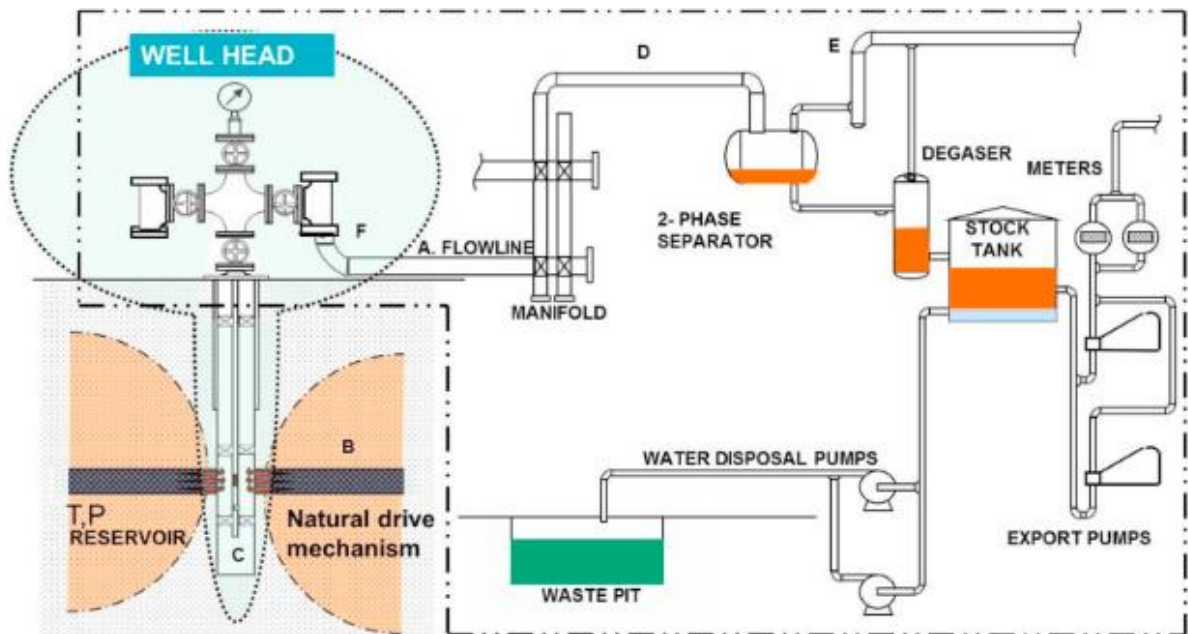 WELL HEAD
D
E
DEGASER
METERS
F
A. FLOWLINE
2- PHASE
SEPARATOR
STOCK
TANK
MANIFOLD
B
WATER DISPOSAL PUMPS
T,P
RESERVOIR
Natural drive
mechanism
C
EXPORT PUMPS
WASTE PIT